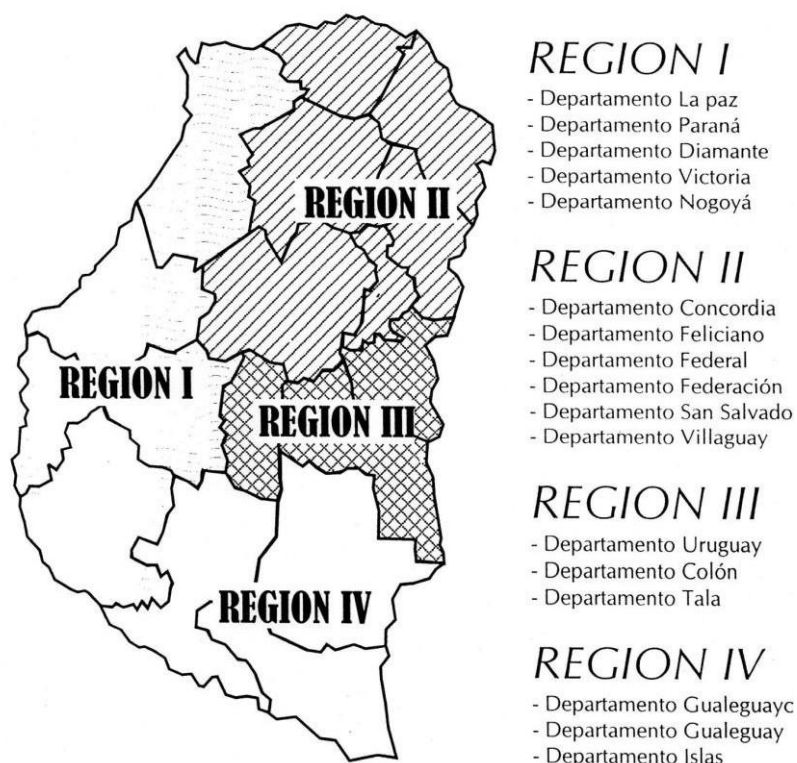 REGION I
- Departamento La paz
- Departamento Paraná
- Departamento Diamante
- Departamento Victoria
- Departamento Nogoyá
REGION II
- Departamento Concordia
- Departamento Feliciano
- Departamento Federal
- Departamento Federación
- Departamento San Salvado
- Departamento Villaguay
REGION III
- Departamento Uruguay
- Departamento Colón
- Departamento Tala
REGION IV
- Departamento Gualeguayc
- Departamento Gualeguay
- Departamento Islas
REGION II
REGION I
REGION III
REGION IV